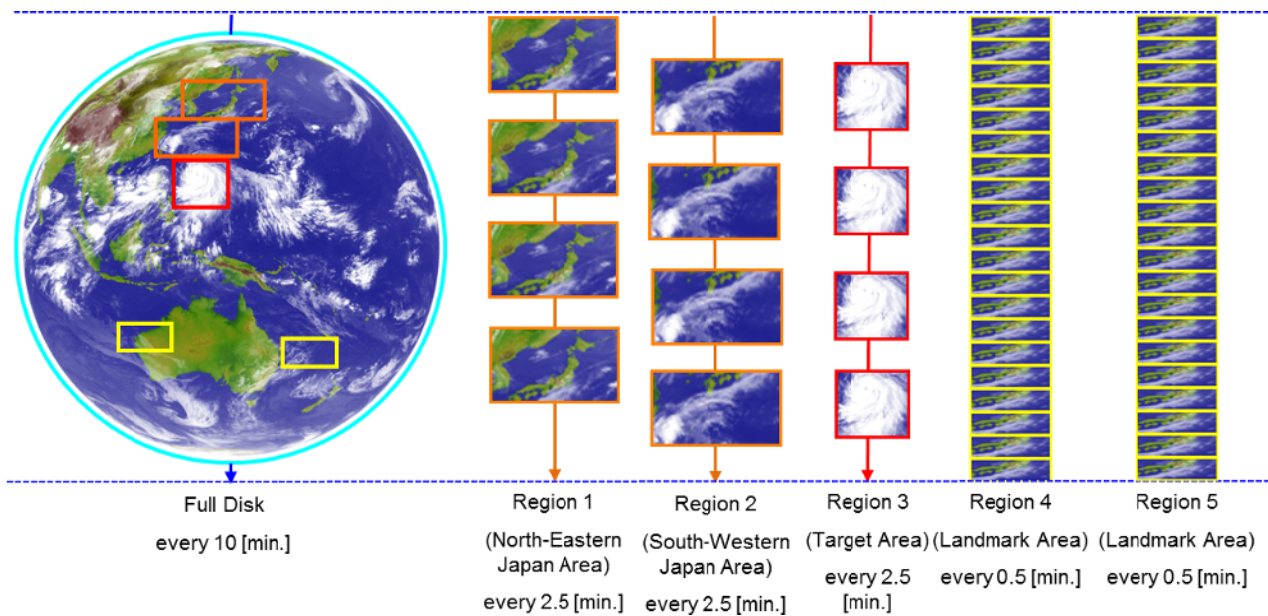 Full Disk
every 10 [min.]
Region 1
(North-Eastern
Japan Area)
every 2.5 [min.]
Region 2
(South-Western
Japan Area)
every 2.5 [min.]
Region 3
(Target Area)
every 2.5
[min.]
Region 4
(Landmark Area)
every 0.5 [min.]
Region 5
(Landmark Area)
every 0.5 [min.]